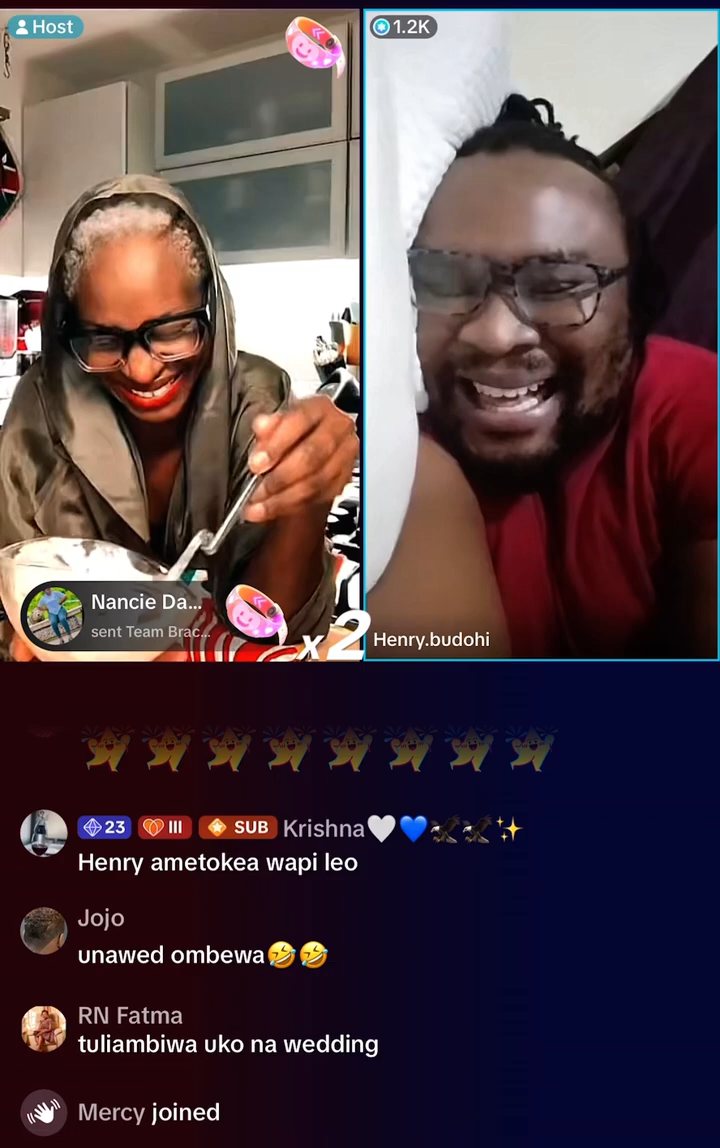 Host
1.2K
Nancie Da...
sent Team Brac...
x2
Henry.budohi
23 III SUB Krishna🤍💙🦅🦅✨
Henry ametokea wapi leo
Jojo
unawed ombewa🤣🤣
RN Fatma
tuliambiwa uko na wedding
Mercy joined